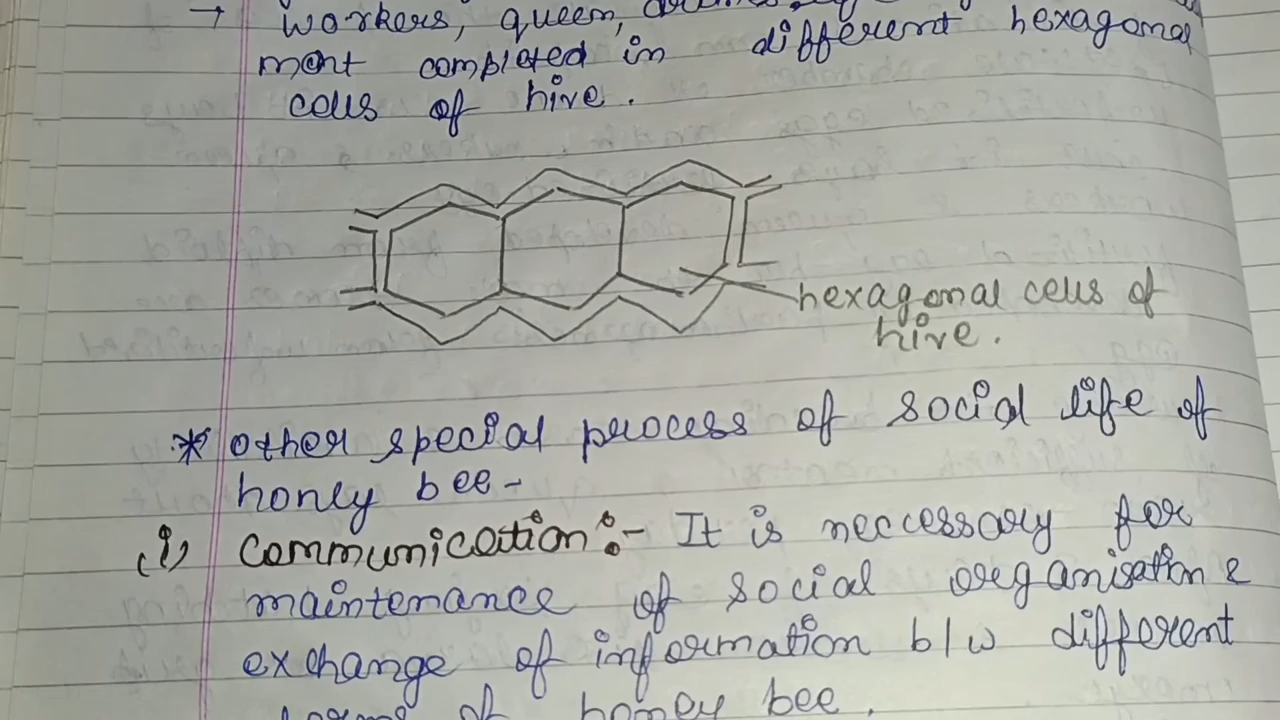 → workers, queen,
ment completed in different hexagonal
cells of hive.
hexagonal cells of
hive.
* other special process of social life of
honey bee-
(i) Communication :- It is neccessary for
maintenance of social organisation &
exchange of information b/w different
of honey bee.